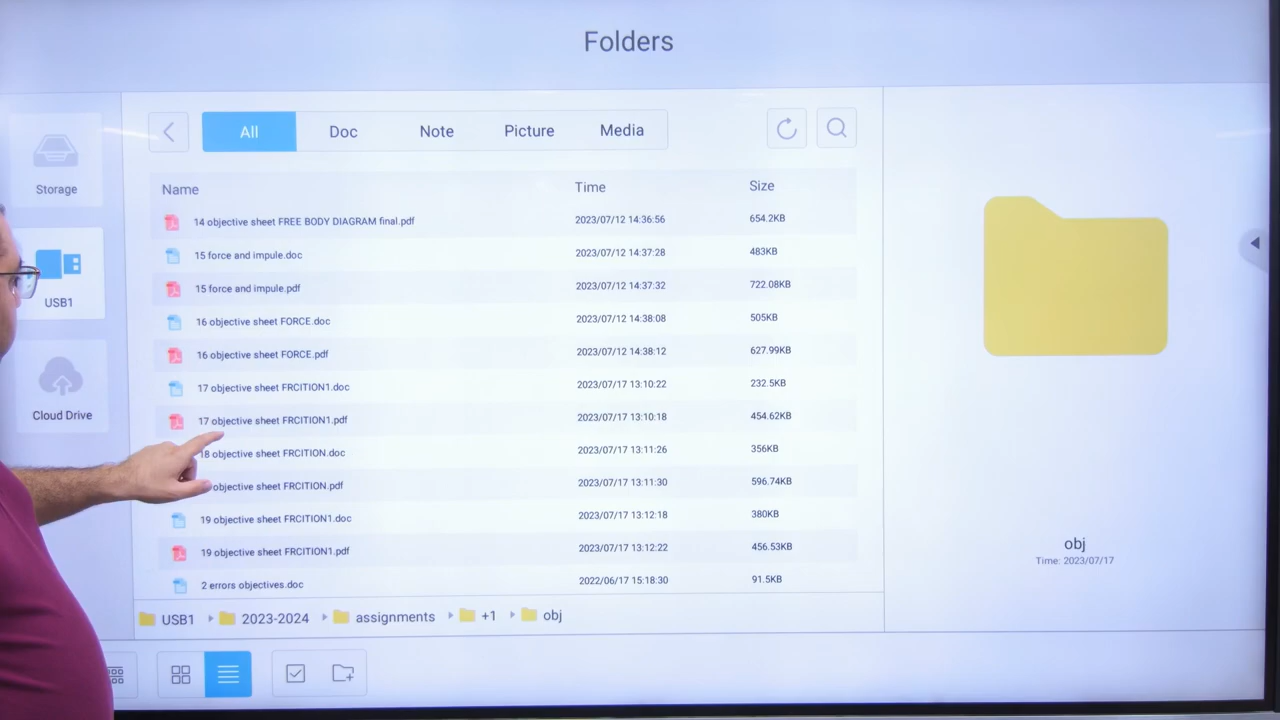 Folders
All Doc Note Picture Media
Storage
USB1
Cloud Drive
Name Time Size
14 objective sheet FREE BODY DIAGRAM final.pdf 2023/07/12 14:36:56 654.2KB
15 force and impule.doc 2023/07/12 14:37:28 483KB
15 force and impule.pdf 2023/07/12 14:37:32 722.08KB
16 objective sheet FORCE.doc 2023/07/12 14:38:08 505KB
16 objective sheet FORCE.pdf 2023/07/12 14:38:12 627.99KB
17 objective sheet FRCITION1.doc 2023/07/17 13:10:22 232.5KB
17 objective sheet FRCITION1.pdf 2023/07/17 13:10:18 454.62KB
18 objective sheet FRCITION.doc 2023/07/17 13:11:26 356KB
objective sheet FRCITION.pdf 2023/07/17 13:11:30 596.74KB
19 objective sheet FRCITION1.doc 2023/07/17 13:12:18 380KB
19 objective sheet FRCITION1.pdf 2023/07/17 13:12:22 456.53KB
2 errors objectives.doc 2022/06/17 15:18:30 91.5KB
USB1 2023-2024 assignments +1 obj
obj
Time: 2023/07/17